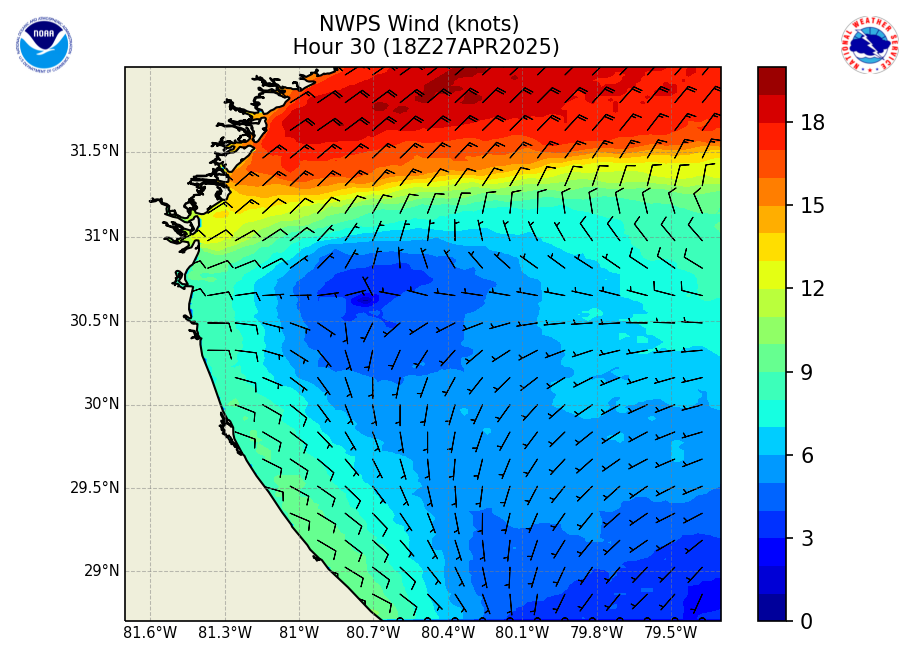 NWPS Wind (knots)
Hour 30 (18Z27APR2025)
NOAA
NATIONAL WEATHER SERVICE
31.5°N
31°N
30.5°N
30°N
29.5°N
29°N
81.6°W 81.3°W 81°W 80.7°W 80.4°W 80.1°W 79.8°W 79.5°W
18
15
12
9
6
3
0